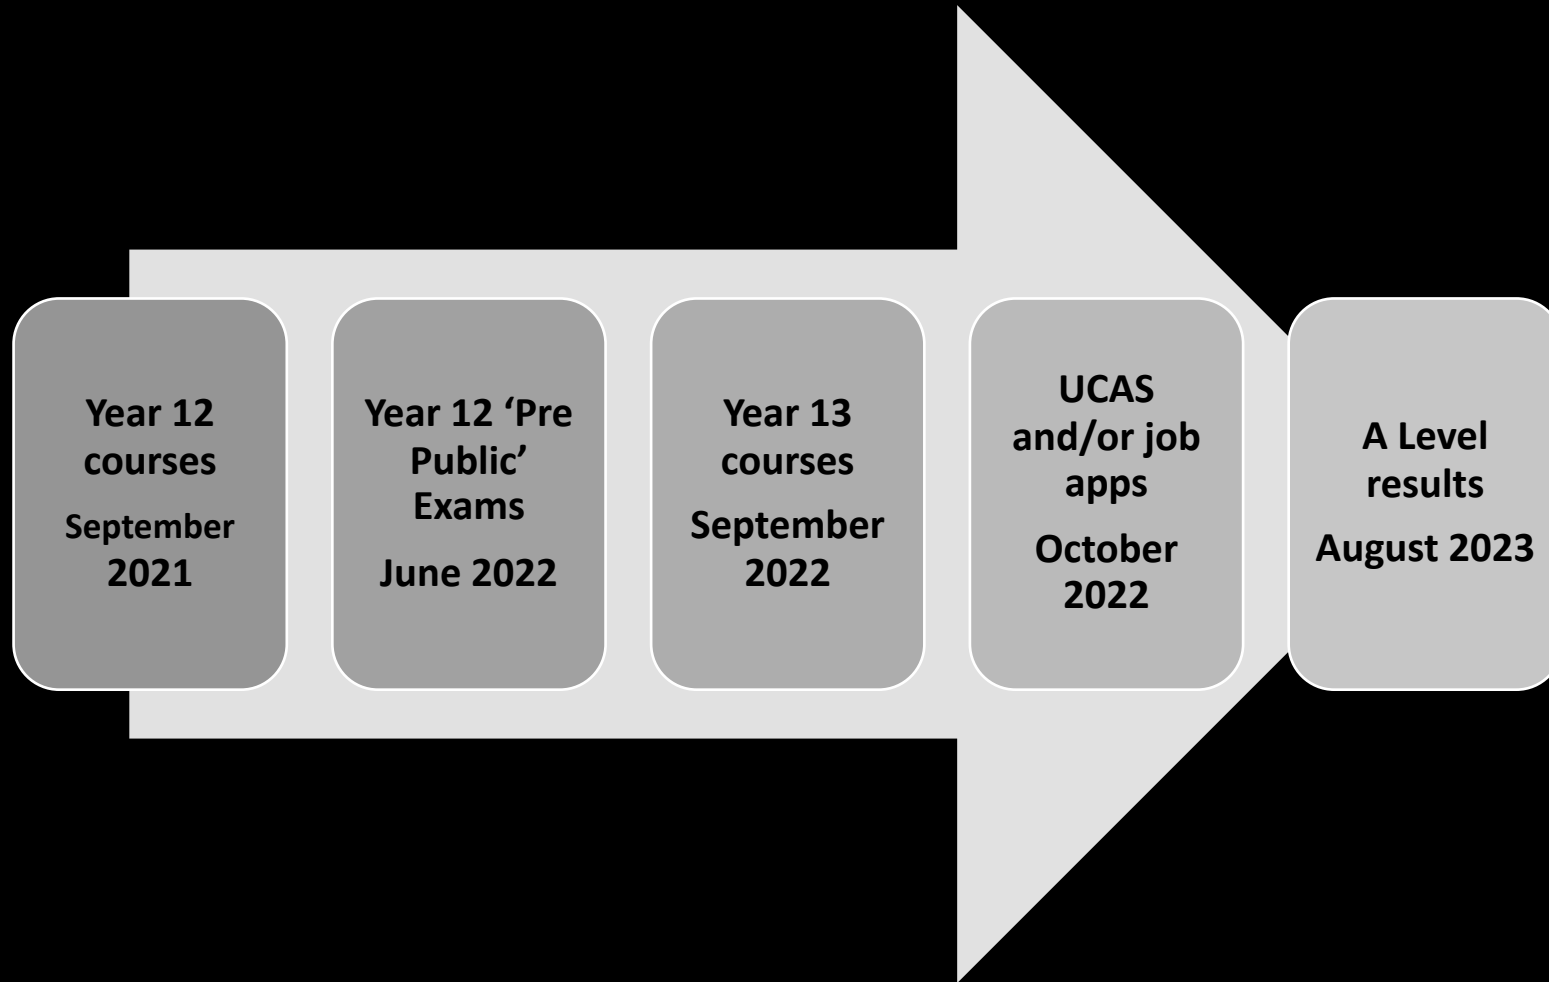 Year 12
courses
September
2021
Year 12 ‘Pre
Public’
Exams
June 2022
Year 13
courses
September
2022
UCAS
and/or job
apps
October
2022
A Level
results
August 2023